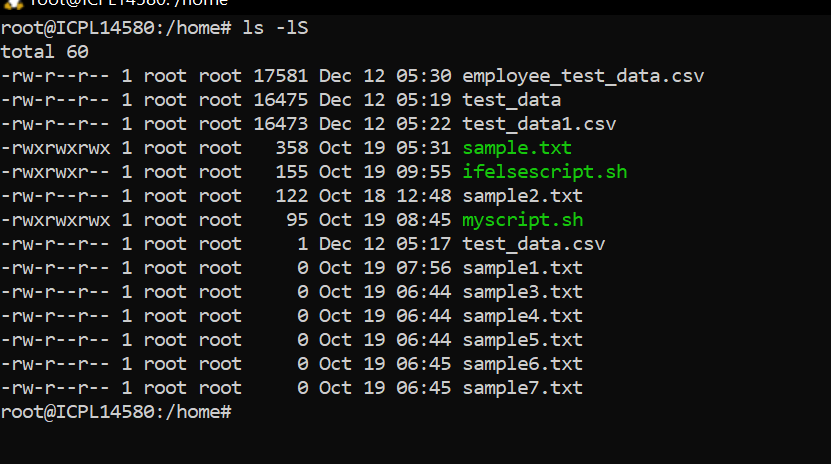 root@ICPL14580: /home
root@ICPL14580:/home# ls -lS
total 60
-rw-r--r-- 1 root root 17581 Dec 12 05:30 employee_test_data.csv
-rw-r--r-- 1 root root 16475 Dec 12 05:19 test_data
-rw-r--r-- 1 root root 16473 Dec 12 05:22 test_data1.csv
-rwxrwxrwx 1 root root   358 Oct 19 05:31 sample.txt
-rwxrwxr-- 1 root root   155 Oct 19 09:55 ifelsescript.sh
-rw-r--r-- 1 root root   122 Oct 18 12:48 sample2.txt
-rwxrwxrwx 1 root root    95 Oct 19 08:45 myscript.sh
-rw-r--r-- 1 root root     1 Dec 12 05:17 test_data.csv
-rw-r--r-- 1 root root     0 Oct 19 07:56 sample1.txt
-rw-r--r-- 1 root root     0 Oct 19 06:44 sample3.txt
-rw-r--r-- 1 root root     0 Oct 19 06:44 sample4.txt
-rw-r--r-- 1 root root     0 Oct 19 06:44 sample5.txt
-rw-r--r-- 1 root root     0 Oct 19 06:45 sample6.txt
-rw-r--r-- 1 root root     0 Oct 19 06:45 sample7.txt
root@ICPL14580:/home#